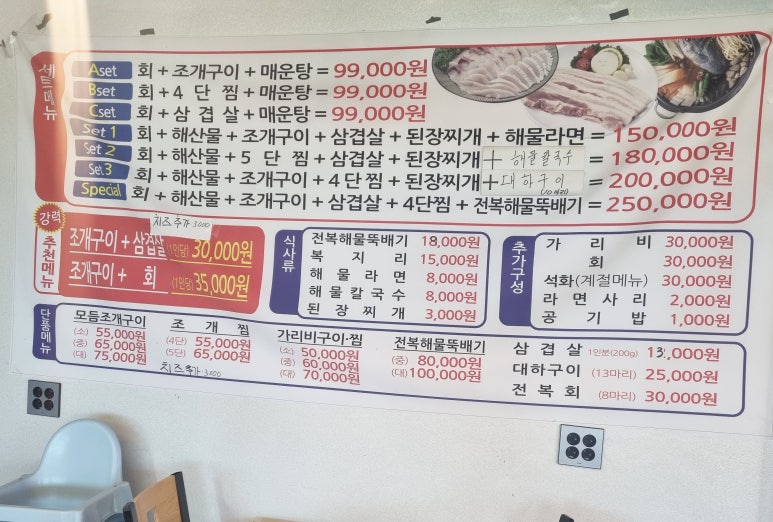 세트메뉴
Aset 회 + 조개구이 + 매운탕 = 99,000원
Bset 회 + 4 단 찜 + 매운탕 = 99,000원
Cset 회 + 삼 겹 살 + 매운탕 = 99,000원
Set 1 회 + 해산물 + 조개구이 + 삼겹살 + 된장찌개 + 해물라면 = 150,000원
Set 2 회 + 해산물 + 5 단 찜 + 삼겹살 + 된장찌개 + 해물칼국수 = 180,000원
Set 3 회 + 해산물 + 조개구이 + 4단찜 + 된장찌개 + 대하구이 (10마리) = 200,000원
Special 회 + 해산물 + 조개구이 + 삼겹살 + 4단찜 + 전복해물뚝배기 = 250,000원
강력
추천메뉴
치즈추가 3000
조개구이 + 삼겹살 (1인당) 30,000원
조개구이 + 회 (1인당) 35,000원
식사류
전복해물뚝배기 18,000원
복 지 리 15,000원
해 물 라 면 8,000원
해 물 칼 국 수 8,000원
된 장 찌 개 3,000원
추가구성
가 리 비 30,000원
회 30,000원
석화(계절메뉴) 30,000원
라 면 사 리 2,000원
공 기 밥 1,000원
단품메뉴
모듬조개구이
(소) 55,000원
(중) 65,000원
(대) 75,000원
조 개 찜
(4단) 55,000원
(5단) 65,000원
치즈추가 3000
가리비구이·찜
(소) 50,000원
(중) 60,000원
(대) 70,000원
전복해물뚝배기
(중) 80,000원
(대) 100,000원
삼 겹 살 1인분(200g) 13,000원
대하구이 (13마리) 25,000원
전 복 회 (8마리) 30,000원